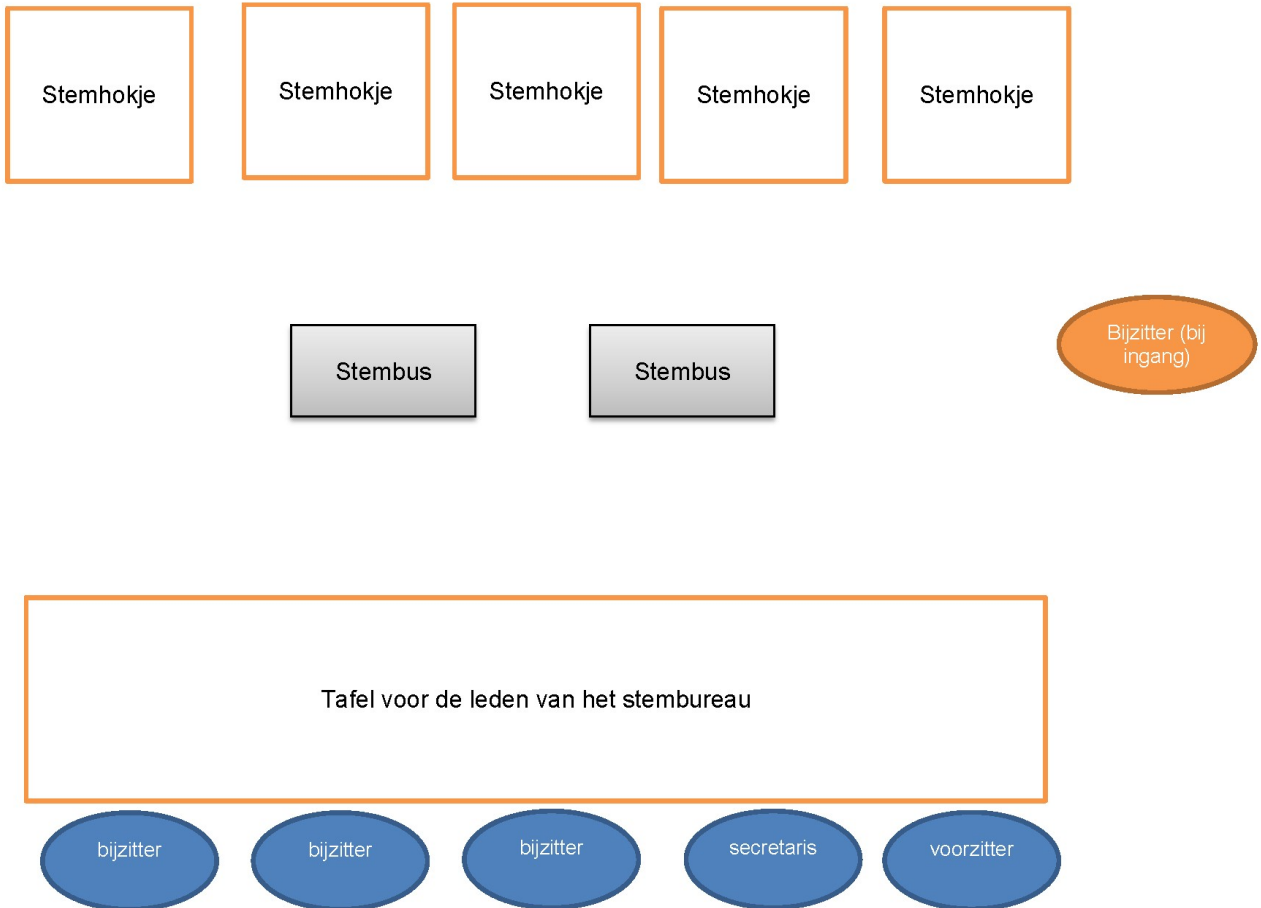 Stemhokje
Stemhokje
Stemhokje
Stemhokje
Stemhokje
Bijzitter (bij
ingang)
Stembus
Stembus
Tafel voor de leden van het stembureau
bijzitter
bijzitter
bijzitter
secretaris
voorzitter